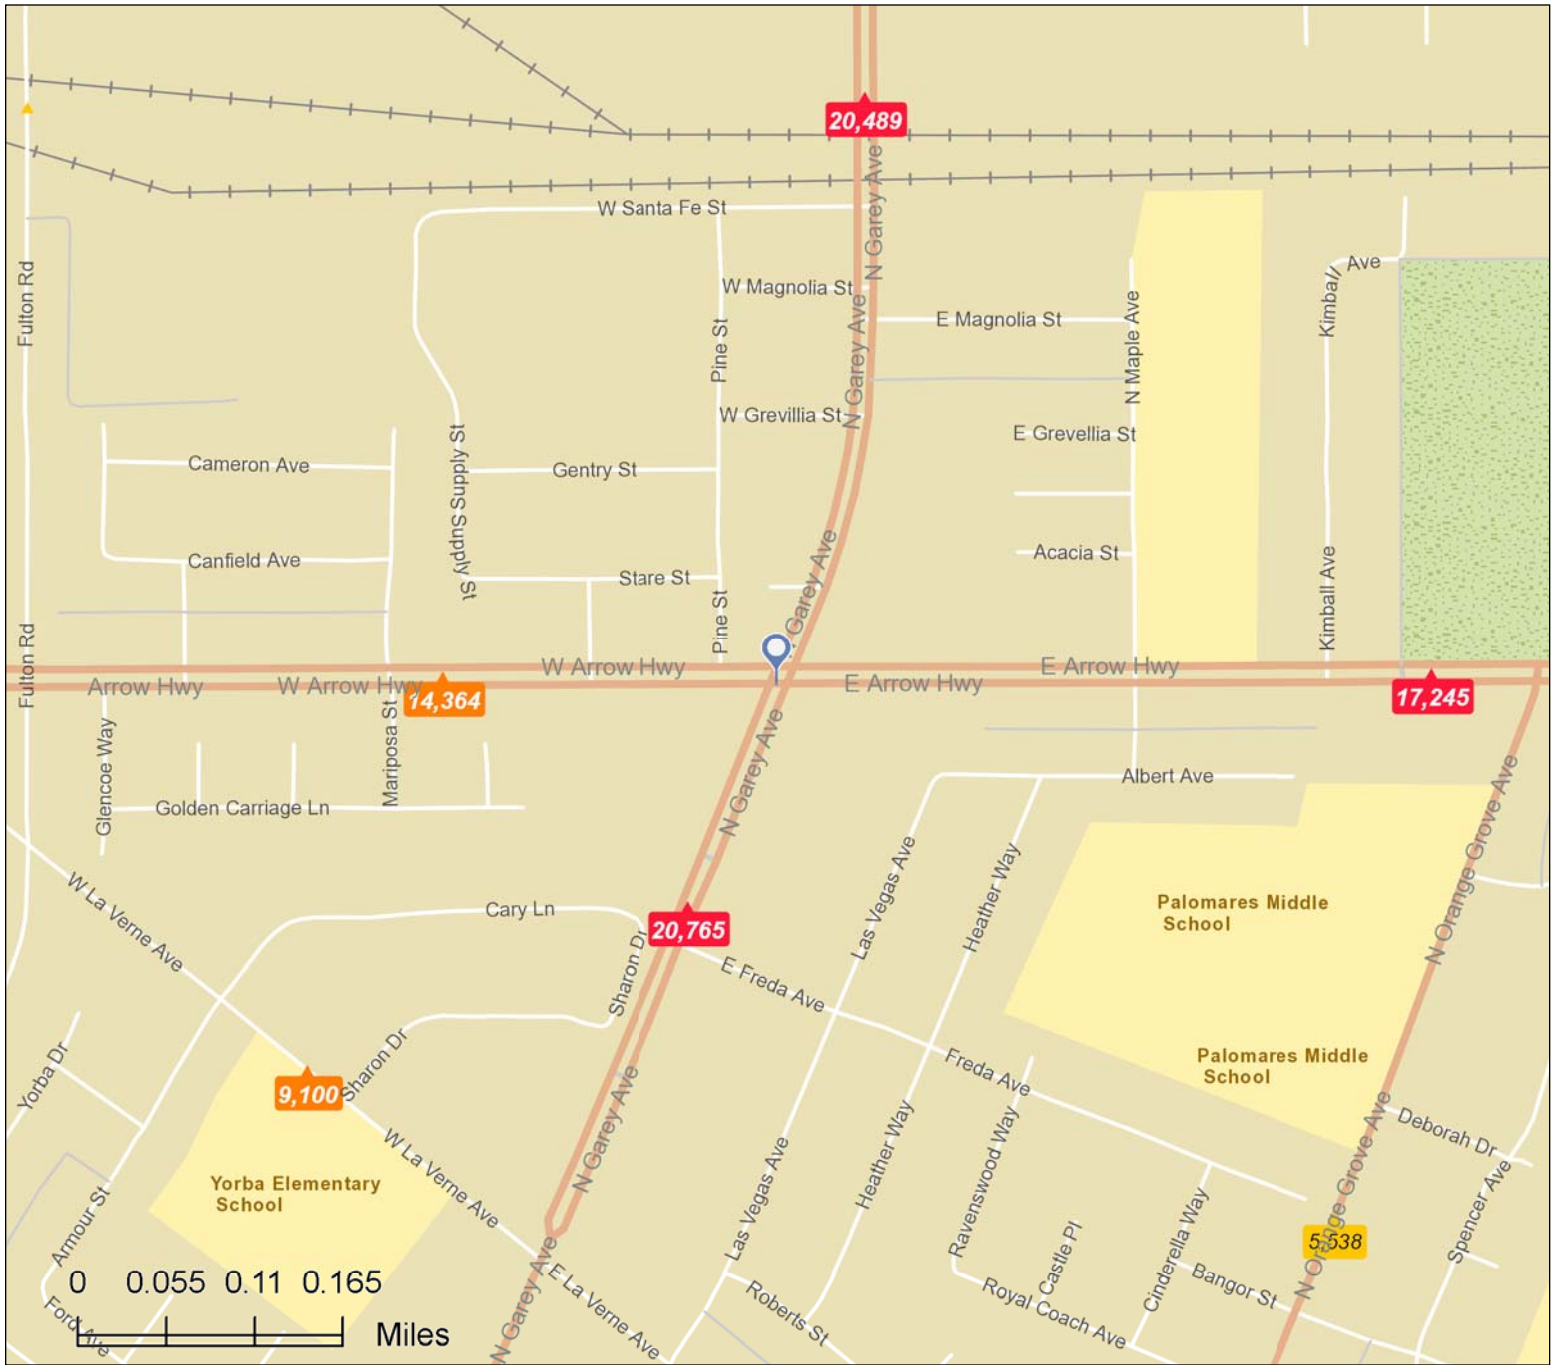 20,489
N Garey Ave
W Santa Fe St
Fulton Rd
W Magnolia St
Kimball Ave
E Magnolia St
N Maple Ave
Pine St
N Garey Ave
W Grevillia St
E Grevellia St
Cameron Ave
Supply St
Gentry St
Canfield Ave
Supply St
Stare St
N Garey Ave
Acacia St
Kimball Ave
Pine St
Fulton Rd
W Arrow Hwy
E Arrow Hwy
Arrow Hwy
W Arrow Hwy
14,364
E Arrow Hwy
17,245
Glencoe Way
Mariposa St
N Garey Ave
Albert Ave
Golden Carriage Ln
N Orange Grove Ave
W La Verne Ave
Cary Ln
20,765
Las Vegas Ave
Heather Way
Palomares Middle
School
Sharon Dr
E Freda Ave
Yorba Dr
9,100
Sharon Dr
Freda Ave
Palomares Middle
School
N Garey Ave
W La Verne Ave
Heather Way
Ravenswood Way
Deborah Dr
Yorba Elementary
School
Armour St
Las Vegas Ave
Castle Pl
Cinderella Way
N Orange Grove Ave
5,538
Spencer Ave
0 0.055 0.11 0.165
Miles
Ford Ave
N Garey Ave
E La Verne Ave
Roberts St
Royal Coach Ave
Bangor St